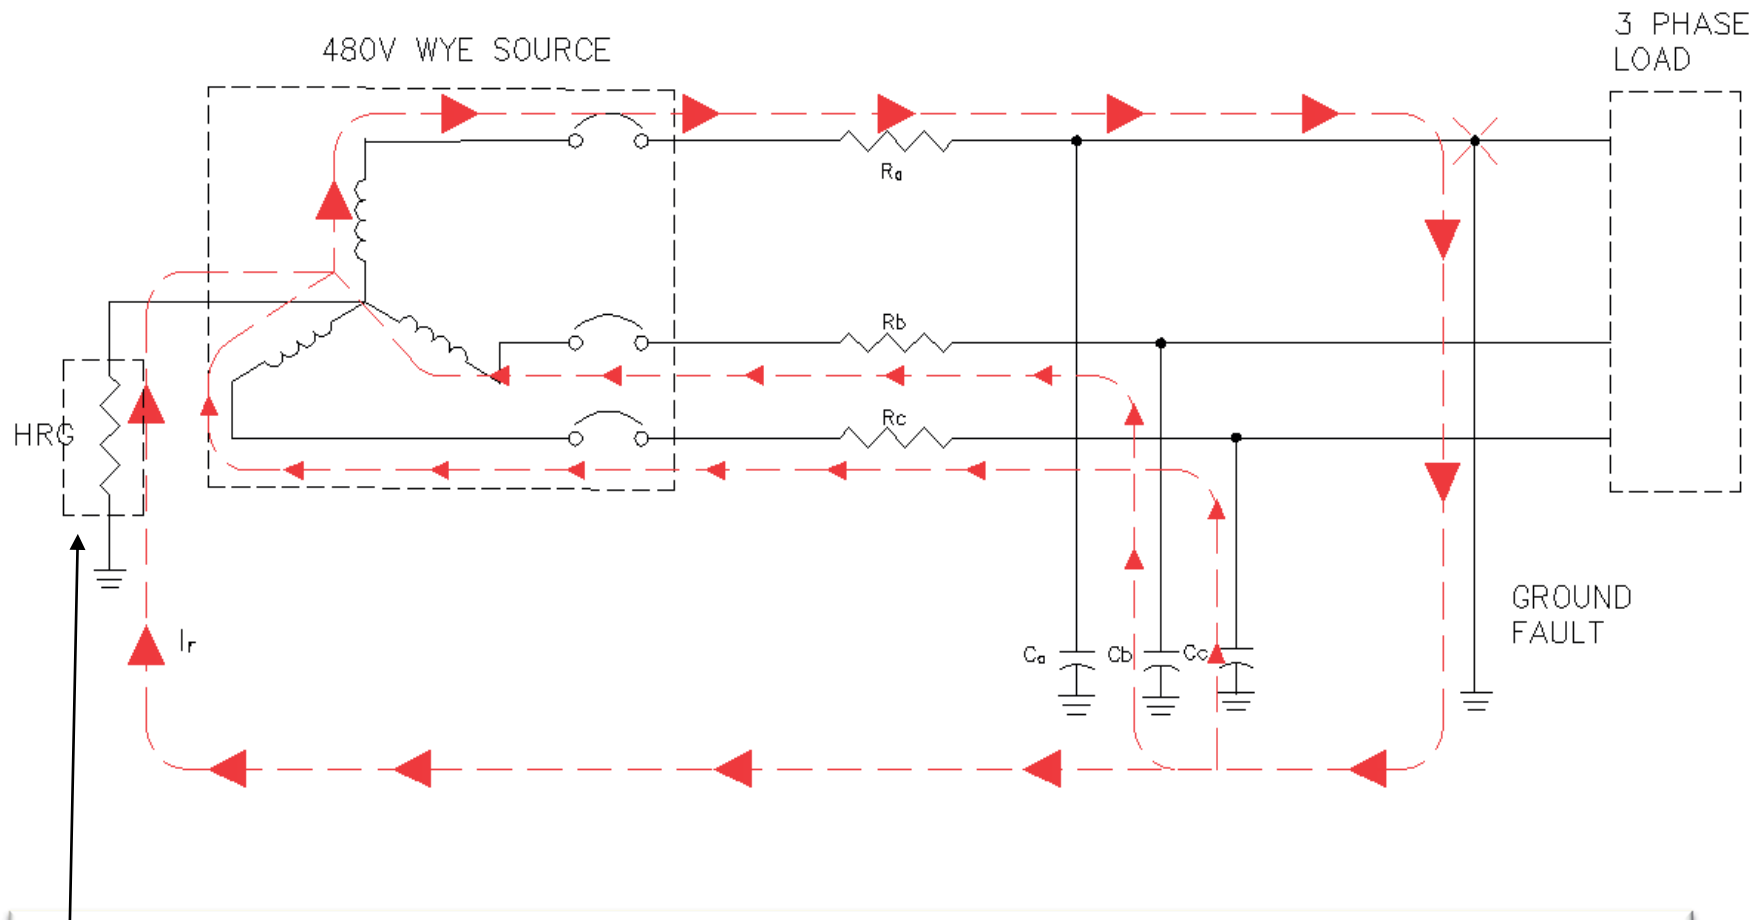 480V WYE SOURCE
3 PHASE
LOAD
Ra
Rb
Rc
HRG
Ir
Ca
Cb
Cc
GROUND
FAULT